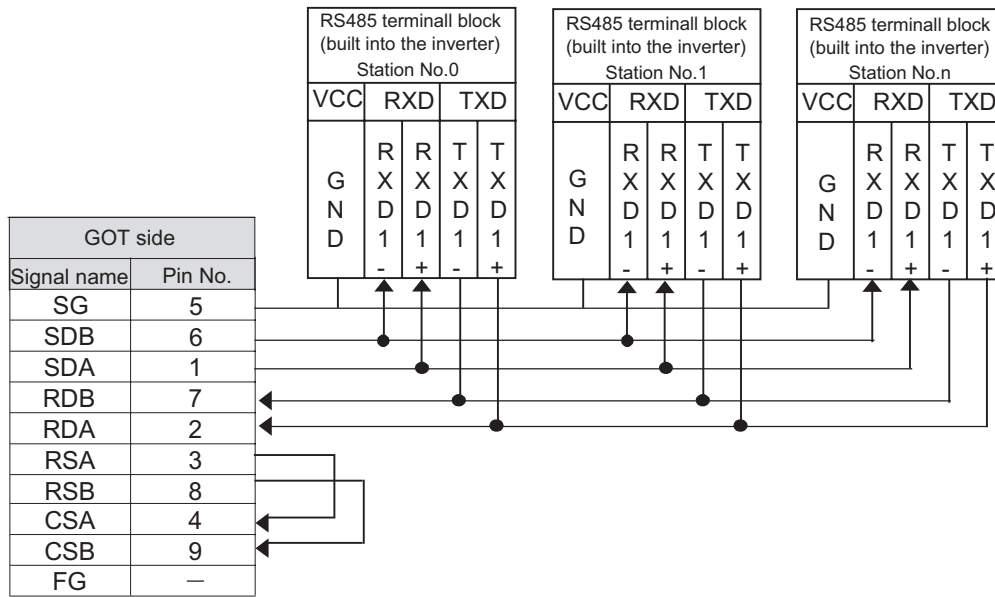 RS485 terminall block
(built into the inverter)
Station No.0
VCC RXD TXD
GND RXD1- RXD1+ TXD1- TXD1+
RS485 terminall block
(built into the inverter)
Station No.1
VCC RXD TXD
GND RXD1- RXD1+ TXD1- TXD1+
RS485 terminall block
(built into the inverter)
Station No.n
VCC RXD TXD
GND RXD1- RXD1+ TXD1- TXD1+
GOT side
Signal name Pin No.
SG 5
SDB 6
SDA 1
RDB 7
RDA 2
RSA 3
RSB 8
CSA 4
CSB 9
FG —